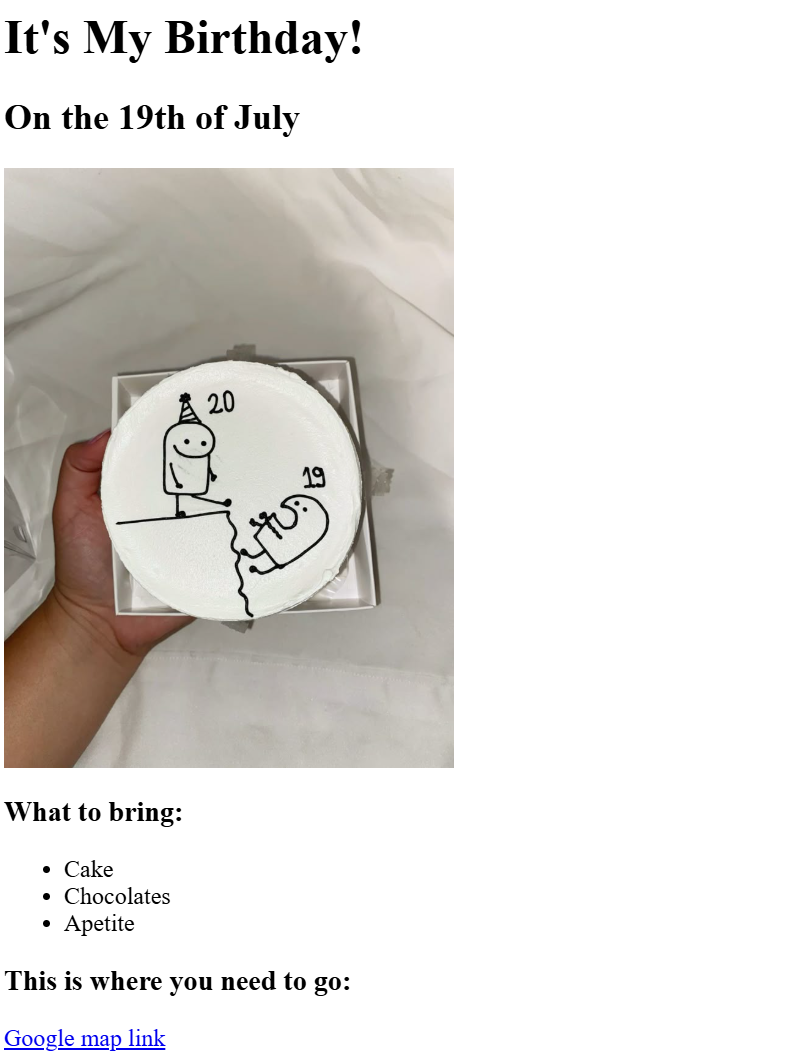 It's My Birthday!
On the 19th of July
20
19
What to bring:
Cake
Chocolates
Apetite
This is where you need to go:
Google map link